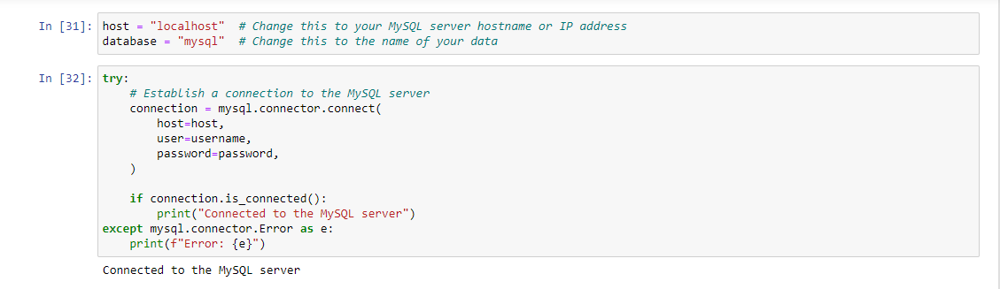 In [31]: host = "localhost"  # Change this to your MySQL server hostname or IP address
database = "mysql"  # Change this to the name of your data
In [32]: try:
    # Establish a connection to the MySQL server
    connection = mysql.connector.connect(
        host=host,
        user=username,
        password=password,
    )
    if connection.is_connected():
        print("Connected to the MySQL server")
except mysql.connector.Error as e:
    print(f"Error: {e}")
Connected to the MySQL server